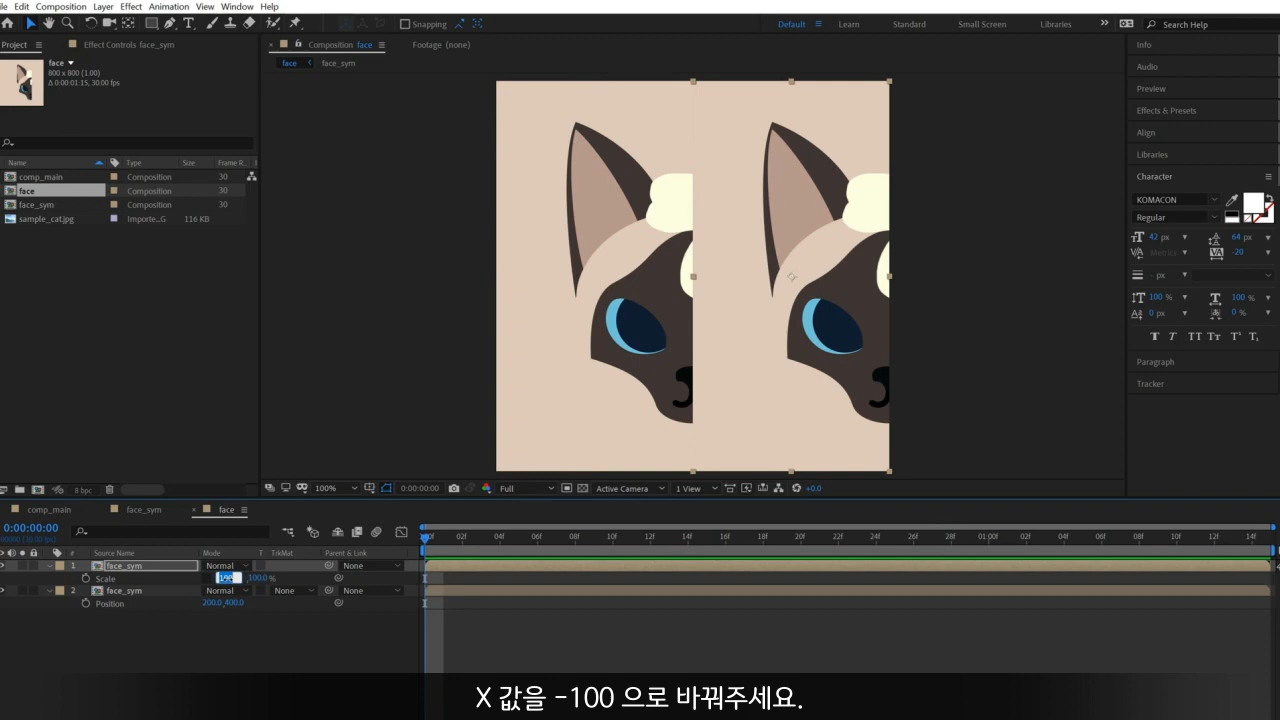 le Edit Composition Layer Effect Animation View Window Help
Snapping
Default Learn Standard Small Screen Libraries
Search Help
Project
Effect Controls face_sym
face
800 x 800 (1.00)
Δ 0:00:01:15, 30.00 fps
Name Type Size Frame R..
comp_main Composition 30
face Composition 30
face_sym Composition 30
sample_cat.jpg Importe...G 116 KB
8 bpc
Composition face
Footage (none)
face face_sym
100% 0:00:00:00 Full Active Camera 1 View +0.0
Info
Audio
Preview
Effects & Presets
Align
Libraries
Character
KOMACON
Regular
42 px 64 px
Metrics -20
- px
100 % 100 %
0 px 0 %
Paragraph
Tracker
comp_main face_sym face
0:00:00:00
# Source Name Mode T TrkMat Parent & Link
1 face_sym Normal None
Scale 100.0 %
2 face_sym Normal None None
Position 200.0,400.0
02f 04f 06f 08f 10f 12f 14f 16f 18f 20f 22f 24f 26f 28f 01:00f 02f 04f 06f 08f 10f 12f 14f
X 값을 -100 으로 바꿔주세요.